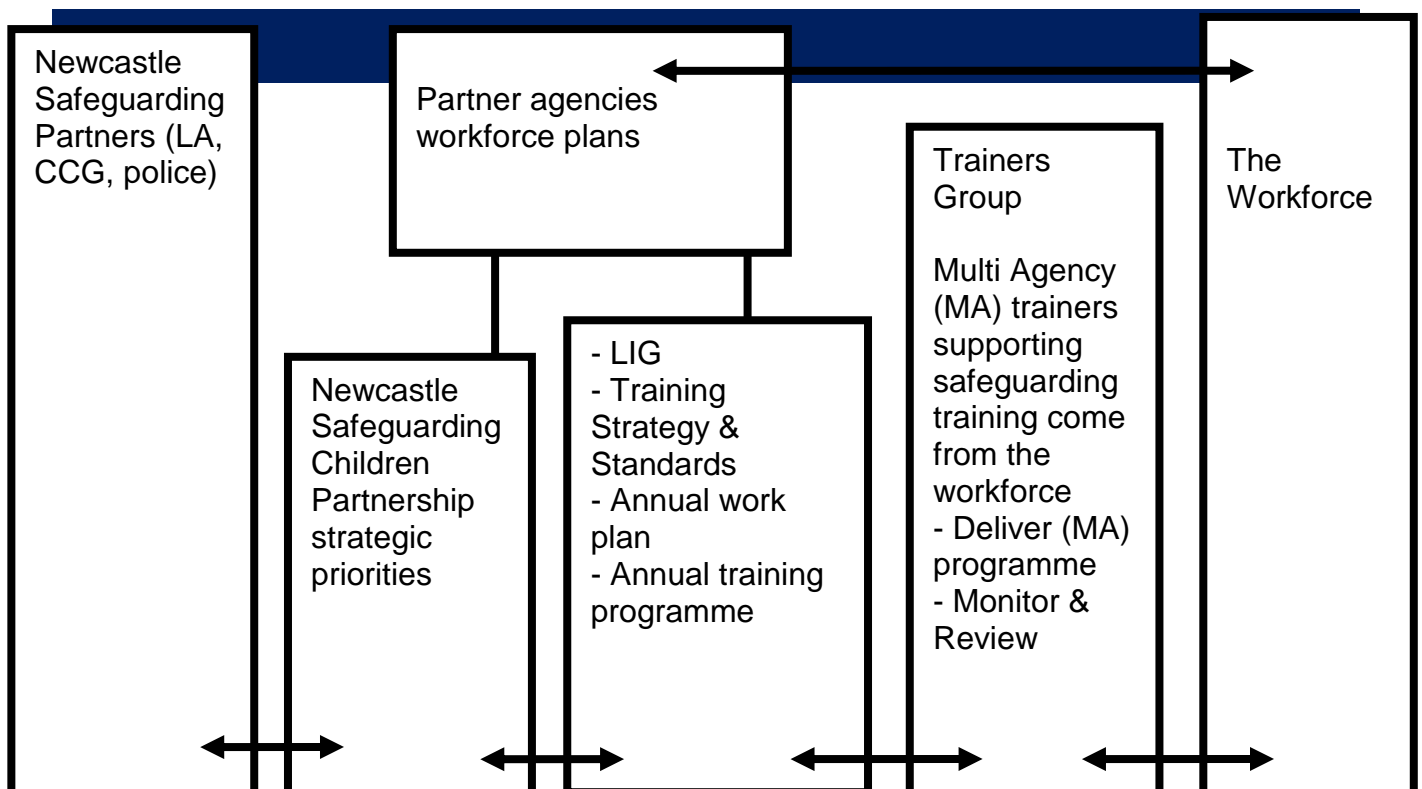 Newcastle
Safeguarding
Partners (LA,
CCG, police)
Partner agencies
workforce plans
Newcastle
Safeguarding
Children
Partnership
strategic
priorities
- LIG
- Training
Strategy &
Standards
- Annual work
plan
- Annual training
programme
Trainers
Group
Multi Agency
(MA) trainers
supporting
safeguarding
training come
from the
workforce
- Deliver (MA)
programme
- Monitor &
Review
The
Workforce